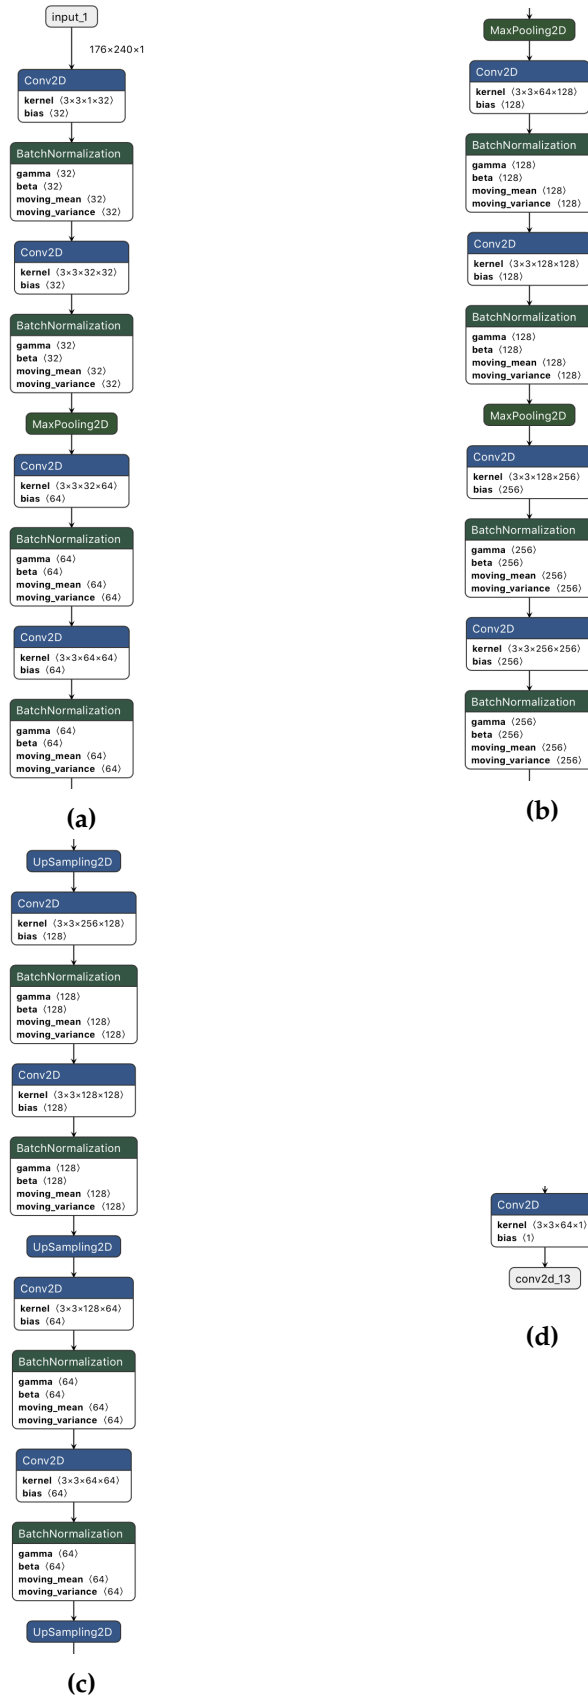 input_1
176×240×1
Conv2D
kernel ⟨3×3×1×32⟩
bias ⟨32⟩
BatchNormalization
gamma ⟨32⟩
beta ⟨32⟩
moving_mean ⟨32⟩
moving_variance ⟨32⟩
Conv2D
kernel ⟨3×3×32×32⟩
bias ⟨32⟩
BatchNormalization
gamma ⟨32⟩
beta ⟨32⟩
moving_mean ⟨32⟩
moving_variance ⟨32⟩
MaxPooling2D
Conv2D
kernel ⟨3×3×32×64⟩
bias ⟨64⟩
BatchNormalization
gamma ⟨64⟩
beta ⟨64⟩
moving_mean ⟨64⟩
moving_variance ⟨64⟩
Conv2D
kernel ⟨3×3×64×64⟩
bias ⟨64⟩
BatchNormalization
gamma ⟨64⟩
beta ⟨64⟩
moving_mean ⟨64⟩
moving_variance ⟨64⟩
(a)
MaxPooling2D
Conv2D
kernel ⟨3×3×64×128⟩
bias ⟨128⟩
BatchNormalization
gamma ⟨128⟩
beta ⟨128⟩
moving_mean ⟨128⟩
moving_variance ⟨128⟩
Conv2D
kernel ⟨3×3×128×128⟩
bias ⟨128⟩
BatchNormalization
gamma ⟨128⟩
beta ⟨128⟩
moving_mean ⟨128⟩
moving_variance ⟨128⟩
MaxPooling2D
Conv2D
kernel ⟨3×3×128×256⟩
bias ⟨256⟩
BatchNormalization
gamma ⟨256⟩
beta ⟨256⟩
moving_mean ⟨256⟩
moving_variance ⟨256⟩
Conv2D
kernel ⟨3×3×256×256⟩
bias ⟨256⟩
BatchNormalization
gamma ⟨256⟩
beta ⟨256⟩
moving_mean ⟨256⟩
moving_variance ⟨256⟩
(b)
UpSampling2D
Conv2D
kernel ⟨3×3×256×128⟩
bias ⟨128⟩
BatchNormalization
gamma ⟨128⟩
beta ⟨128⟩
moving_mean ⟨128⟩
moving_variance ⟨128⟩
Conv2D
kernel ⟨3×3×128×128⟩
bias ⟨128⟩
BatchNormalization
gamma ⟨128⟩
beta ⟨128⟩
moving_mean ⟨128⟩
moving_variance ⟨128⟩
UpSampling2D
Conv2D
kernel ⟨3×3×128×64⟩
bias ⟨64⟩
BatchNormalization
gamma ⟨64⟩
beta ⟨64⟩
moving_mean ⟨64⟩
moving_variance ⟨64⟩
Conv2D
kernel ⟨3×3×64×64⟩
bias ⟨64⟩
BatchNormalization
gamma ⟨64⟩
beta ⟨64⟩
moving_mean ⟨64⟩
moving_variance ⟨64⟩
UpSampling2D
(c)
Conv2D
kernel ⟨3×3×64×1⟩
bias ⟨1⟩
conv2d_13
(d)